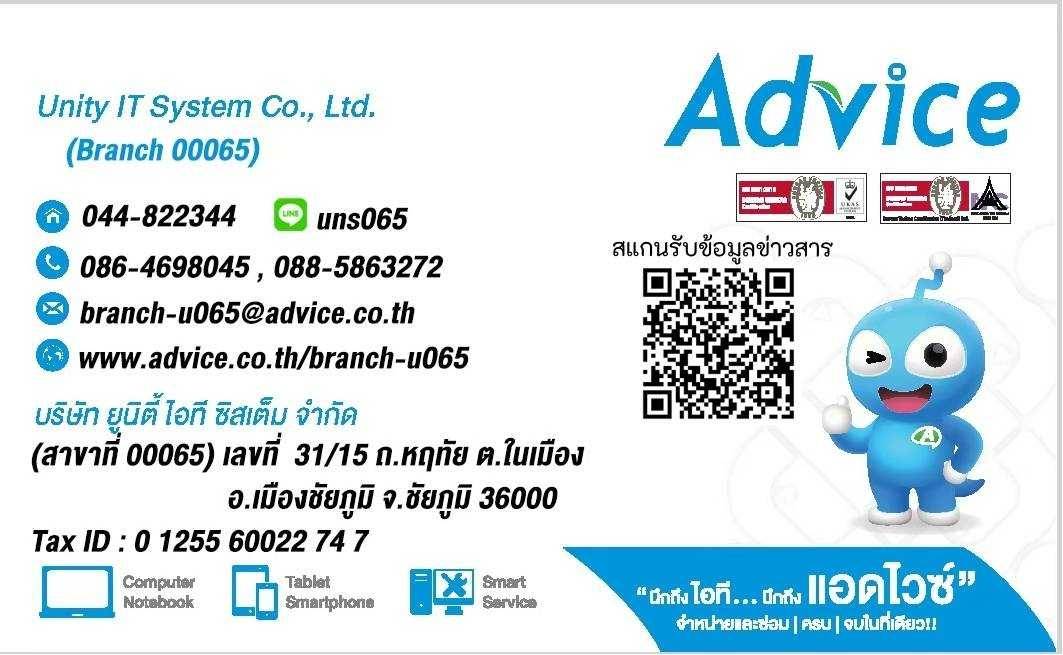 Unity IT System Co., Ltd.
(Branch 00065)
044-822344
LINE
uns065
086-4698045 , 088-5863272
branch-u065@advice.co.th
www.advice.co.th/branch-u065
บริษัท ยูนิตี้ ไอที ซิสเต็ม จำกัด
(สาขาที่ 00065) เลขที่ 31/15 ถ.หฤทัย ต.ในเมือง
อ.เมืองชัยภูมิ จ.ชัยภูมิ 36000
Tax ID : 0 1255 60022 74 7
Computer
Notebook
Tablet
Smartphone
Smart
Service
Advice
UKAS
สแกนรับข้อมูลข่าวสาร
A
“นึกถึง ไอที... นึกถึง แอดไวซ์”
จำหน่ายและซ่อม | ครบ | จบในที่เดียว!!